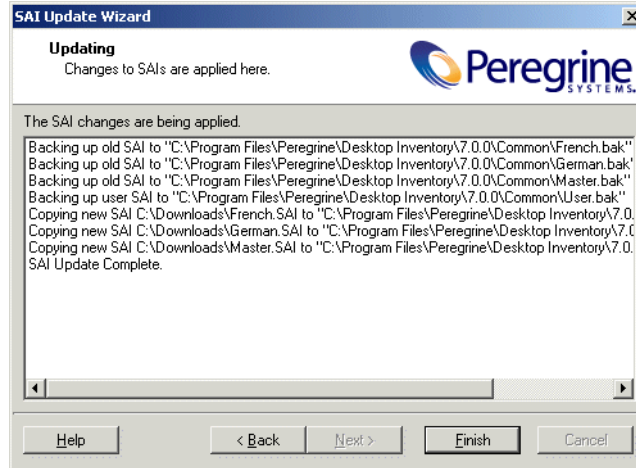 SAI Update Wizard
Updating
Changes to SAIs are applied here.
Peregrine
SYSTEMS
The SAI changes are being applied.
Backing up old SAI to "C:\Program Files\Peregrine\Desktop Inventory\7.0.0\Common\French.bak"
Backing up old SAI to "C:\Program Files\Peregrine\Desktop Inventory\7.0.0\Common\German.bak"
Backing up old SAI to "C:\Program Files\Peregrine\Desktop Inventory\7.0.0\Common\Master.bak"
Backing up user SAI to "C:\Program Files\Peregrine\Desktop Inventory\7.0.0\Common\User.bak"
Copying new SAI C:\Downloads\French.SAI to "C:\Program Files\Peregrine\Desktop Inventory\7.0.
Copying new SAI C:\Downloads\German.SAI to "C:\Program Files\Peregrine\Desktop Inventory\7.0
Copying new SAI C:\Downloads\Master.SAI to "C:\Program Files\Peregrine\Desktop Inventory\7.0.
SAI Update Complete.
Help
< Back
Next >
Finish
Cancel